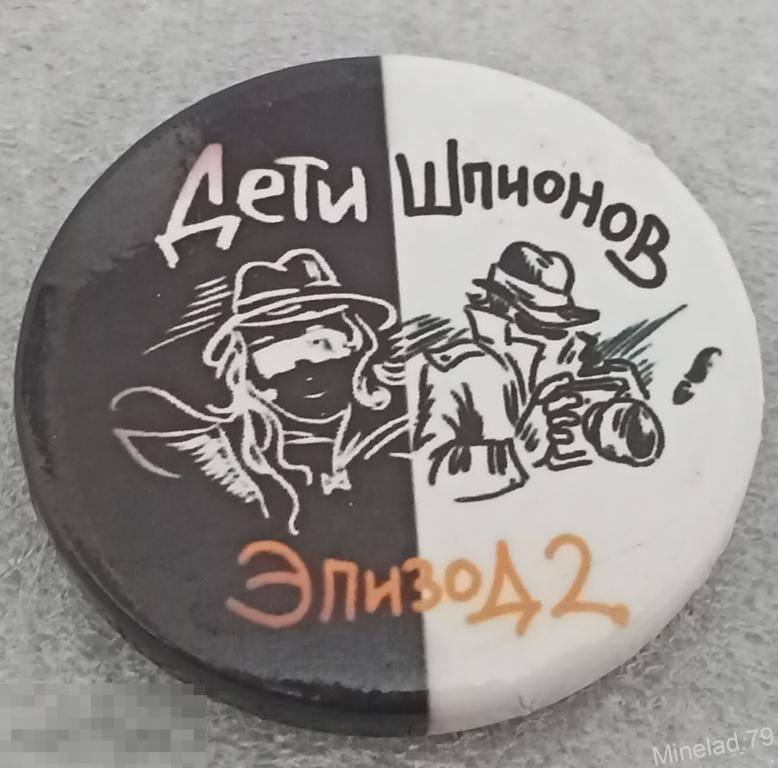 Дети Шпионов
Эпизод 2
Minelad.79